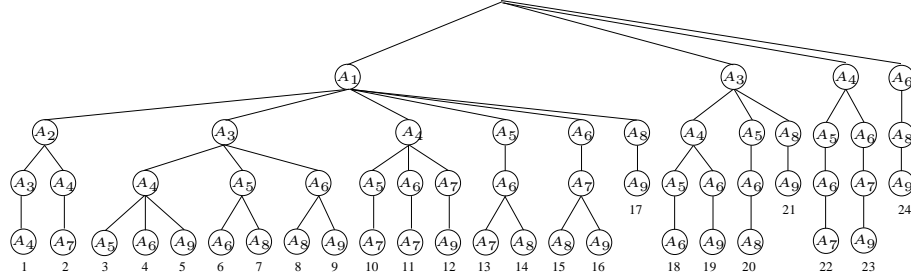 A1 A3 A4 A6
A2 A3 A4 A5 A6 A8 A4 A5 A8 A5 A6 A8
A3 A4 A4 A5 A6 A5 A6 A7 A6 A7 A9 A5 A6 A6 A9 A6 A7 A9
17 21 24
A4 A7 A5 A6 A9 A6 A8 A8 A9 A7 A7 A9 A7 A8 A8 A9 A6 A9 A8 A7 A9
1 2 3 4 5 6 7 8 9 10 11 12 13 14 15 16 18 19 20 22 23